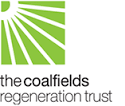 the coalfields
regeneration trust